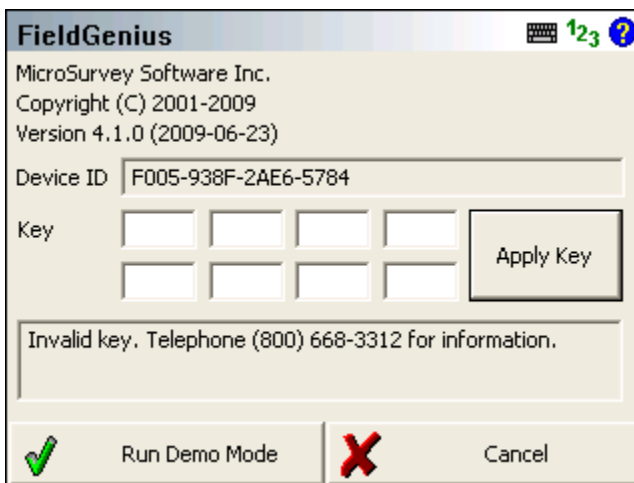 FieldGenius 123 ?
MicroSurvey Software Inc.
Copyright (C) 2001-2009
Version 4.1.0 (2009-06-23)
Device ID F005-938F-2AE6-5784
Key
Apply Key
Invalid key. Telephone (800) 668-3312 for information.
Run Demo Mode Cancel